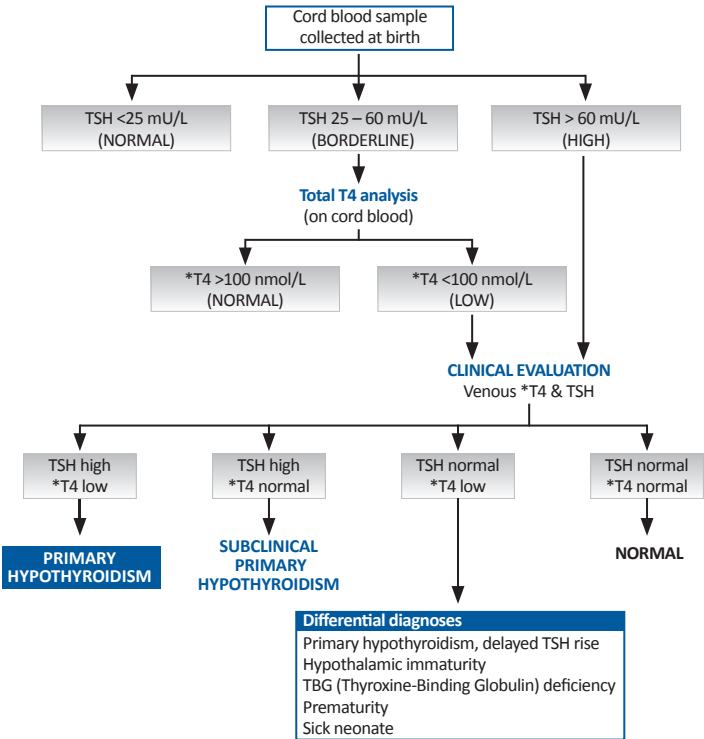 Cord blood sample
collected at birth
TSH <25 mU/L
(NORMAL)
TSH 25 – 60 mU/L
(BORDERLINE)
TSH > 60 mU/L
(HIGH)
Total T4 analysis
(on cord blood)
*T4 >100 nmol/L
(NORMAL)
*T4 <100 nmol/L
(LOW)
CLINICAL EVALUATION
Venous *T4 & TSH
TSH high
*T4 low
TSH high
*T4 normal
TSH normal
*T4 low
TSH normal
*T4 normal
PRIMARY
HYPOTHYROIDISM
SUBCLINICAL
PRIMARY
HYPOTHYROIDISM
NORMAL
Differential diagnoses
Primary hypothyroidism, delayed TSH rise
Hypothalamic immaturity
TBG (Thyroxine-Binding Globulin) deficiency
Prematurity
Sick neonate